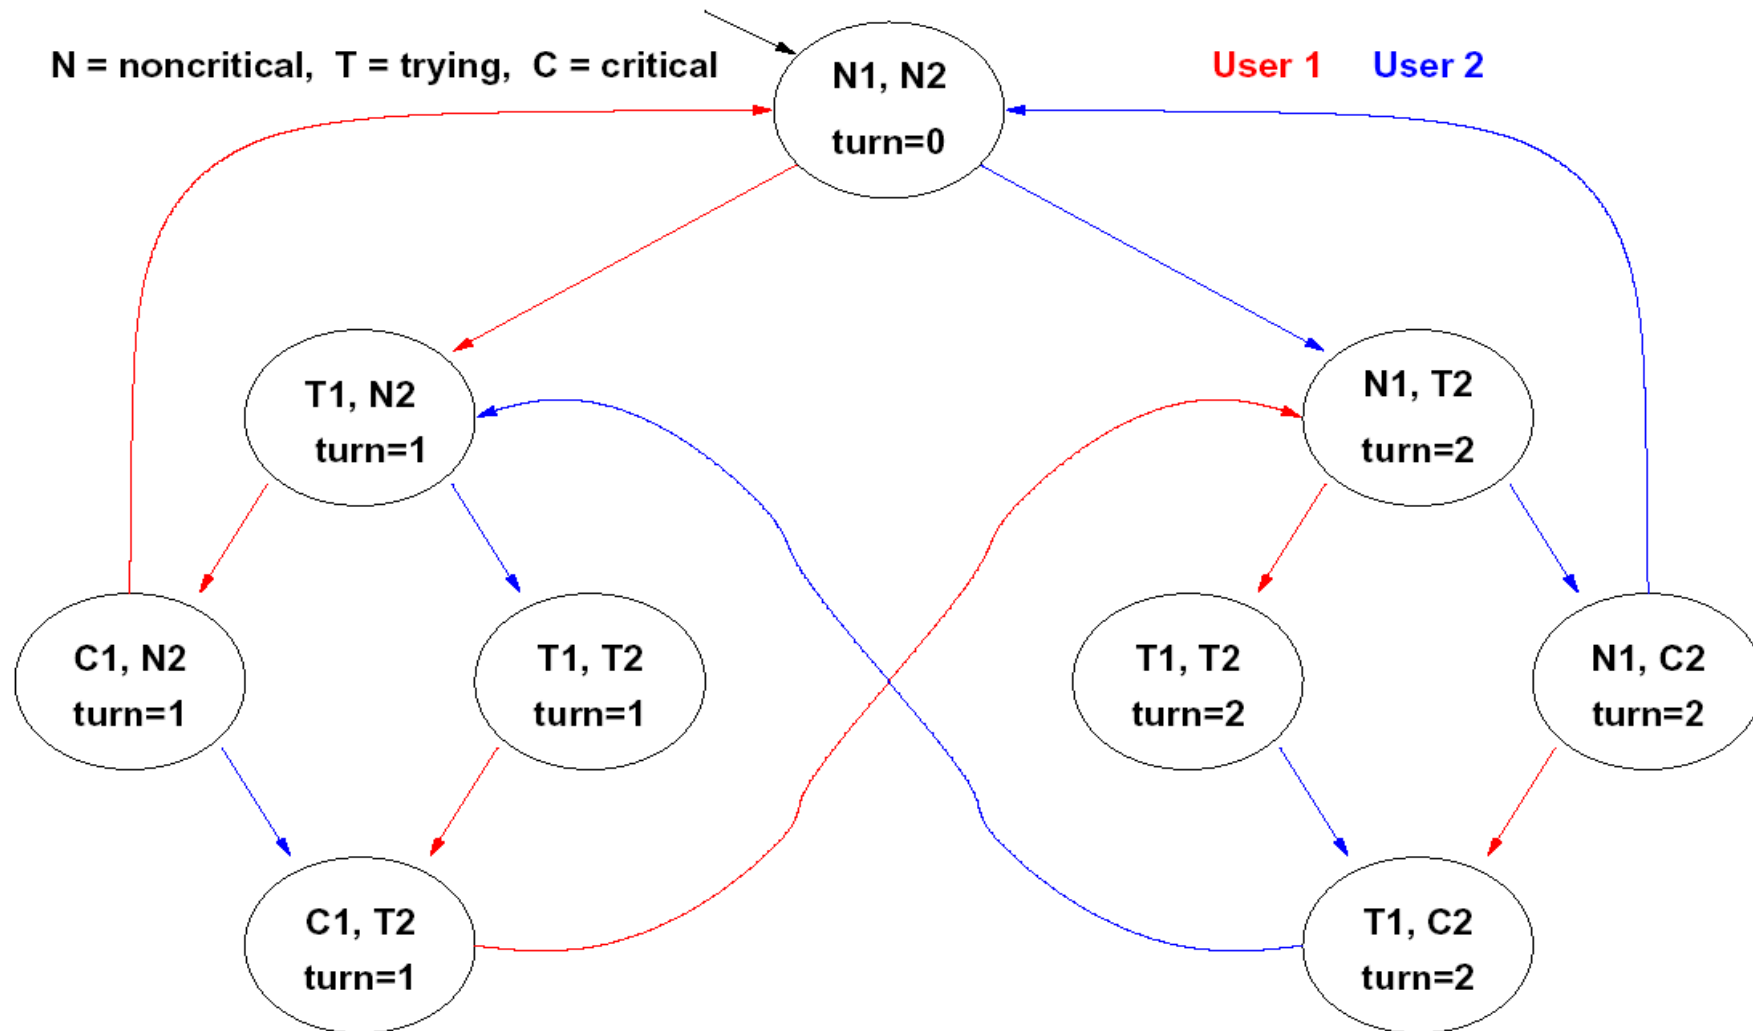 N = noncritical, T = trying, C = critical
User 1 User 2
N1, N2
turn=0
T1, N2
turn=1
N1, T2
turn=2
C1, N2
turn=1
T1, T2
turn=1
T1, T2
turn=2
N1, C2
turn=2
C1, T2
turn=1
T1, C2
turn=2